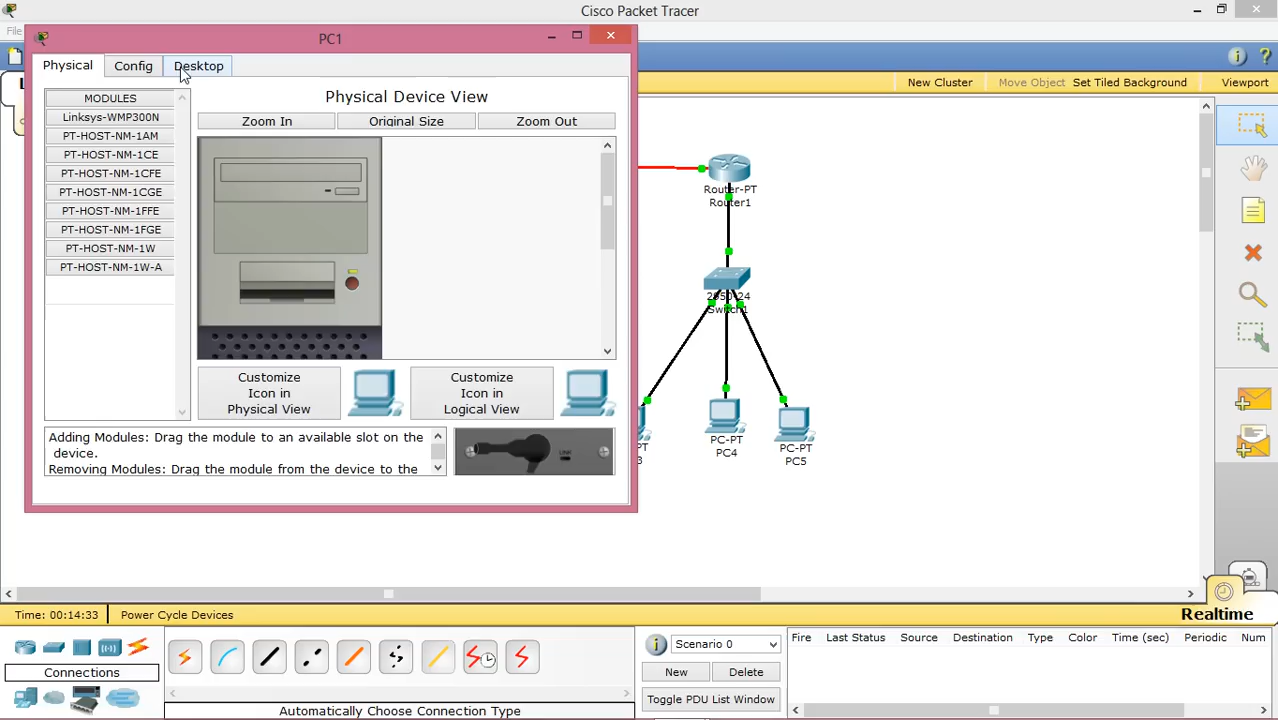 Cisco Packet Tracer
File
PC1
Physical
Config
Desktop
New Cluster
Move Object
Set Tiled Background
Viewport
MODULES
Linksys-WMP300N
PT-HOST-NM-1AM
PT-HOST-NM-1CE
PT-HOST-NM-1CFE
PT-HOST-NM-1CGE
PT-HOST-NM-1FFE
PT-HOST-NM-1FGE
PT-HOST-NM-1W
PT-HOST-NM-1W-A
Physical Device View
Zoom In
Original Size
Zoom Out
Customize
Icon in
Physical View
Customize
Icon in
Logical View
Adding Modules: Drag the module to an available slot on the
device.
Removing Modules: Drag the module from the device to the
LINK
Router-PT
Router1
2950-24
Switch1
PT
3
PC-PT
PC4
PC-PT
PC5
Time: 00:14:33
Power Cycle Devices
Realtime
Connections
Automatically Choose Connection Type
Scenario 0
New
Delete
Toggle PDU List Window
Fire
Last Status
Source
Destination
Type
Color
Time (sec)
Periodic
Num